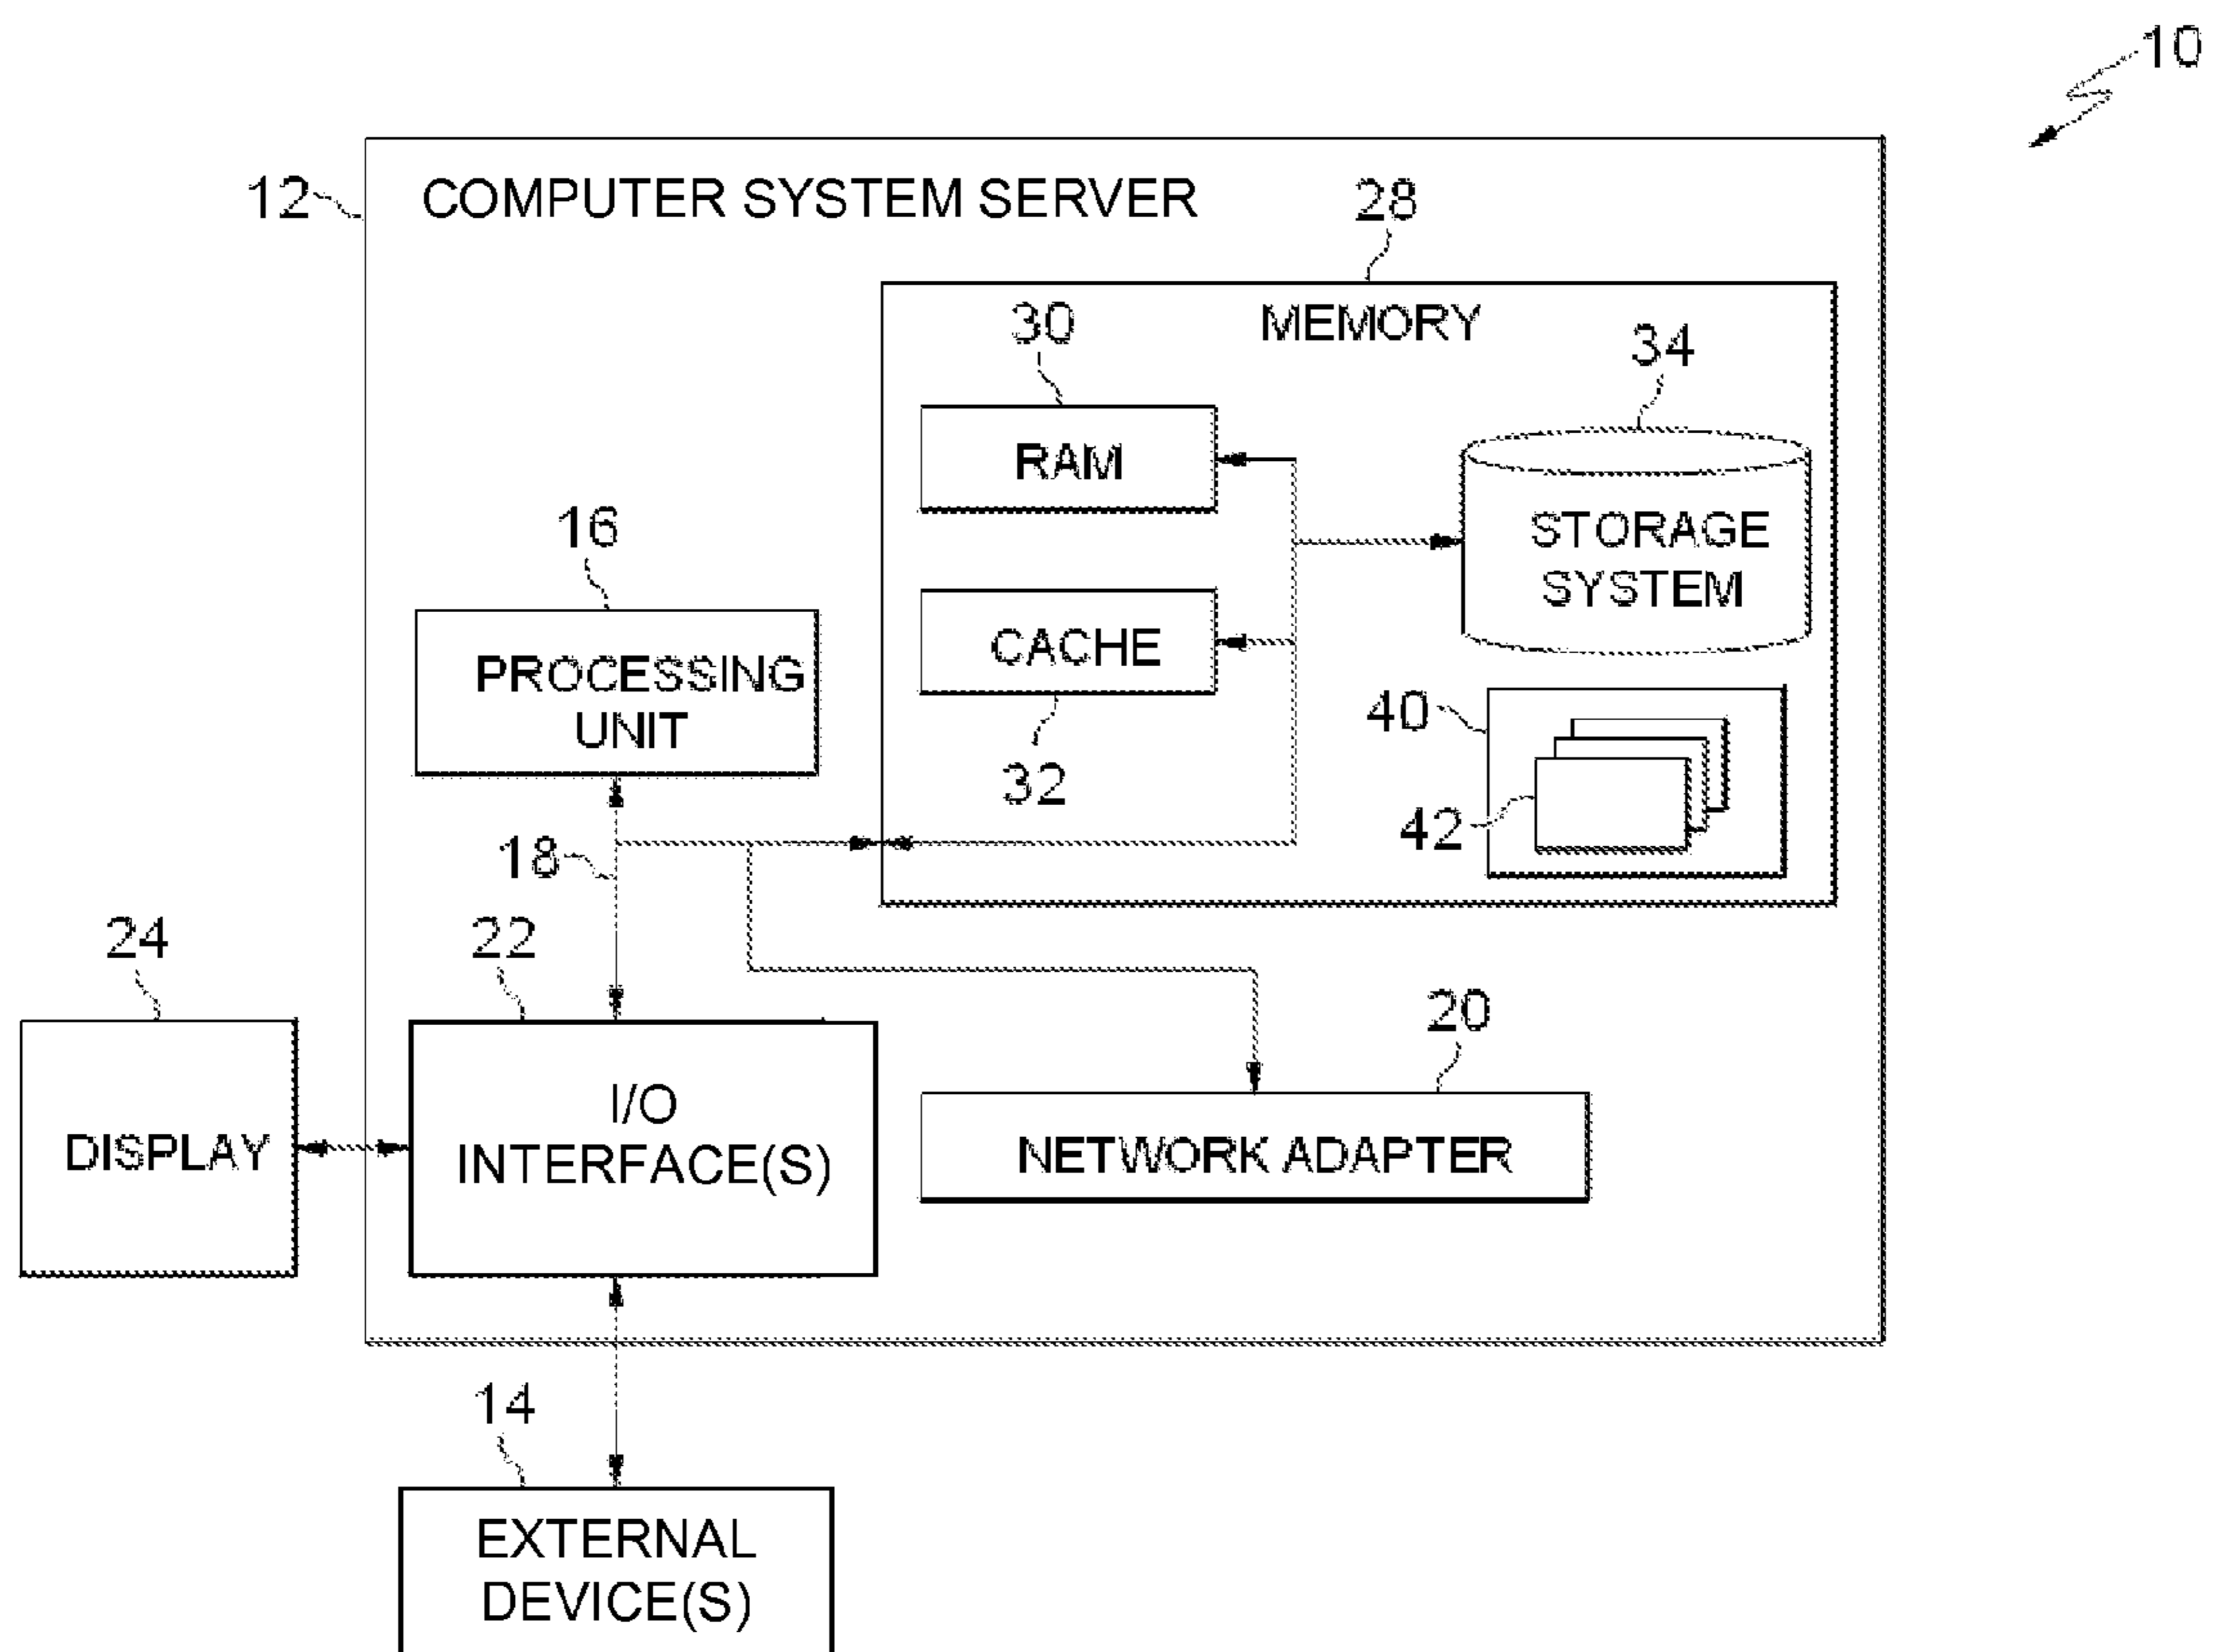 10
12
COMPUTER SYSTEM SERVER
28
MEMORY
30
34
RAM
STORAGE
SYSTEM
16
PROCESSING
UNIT
CACHE
32
40
42
18
24
22
20
DISPLAY
I/O
INTERFACE(S)
NETWORK ADAPTER
14
EXTERNAL
DEVICE(S)